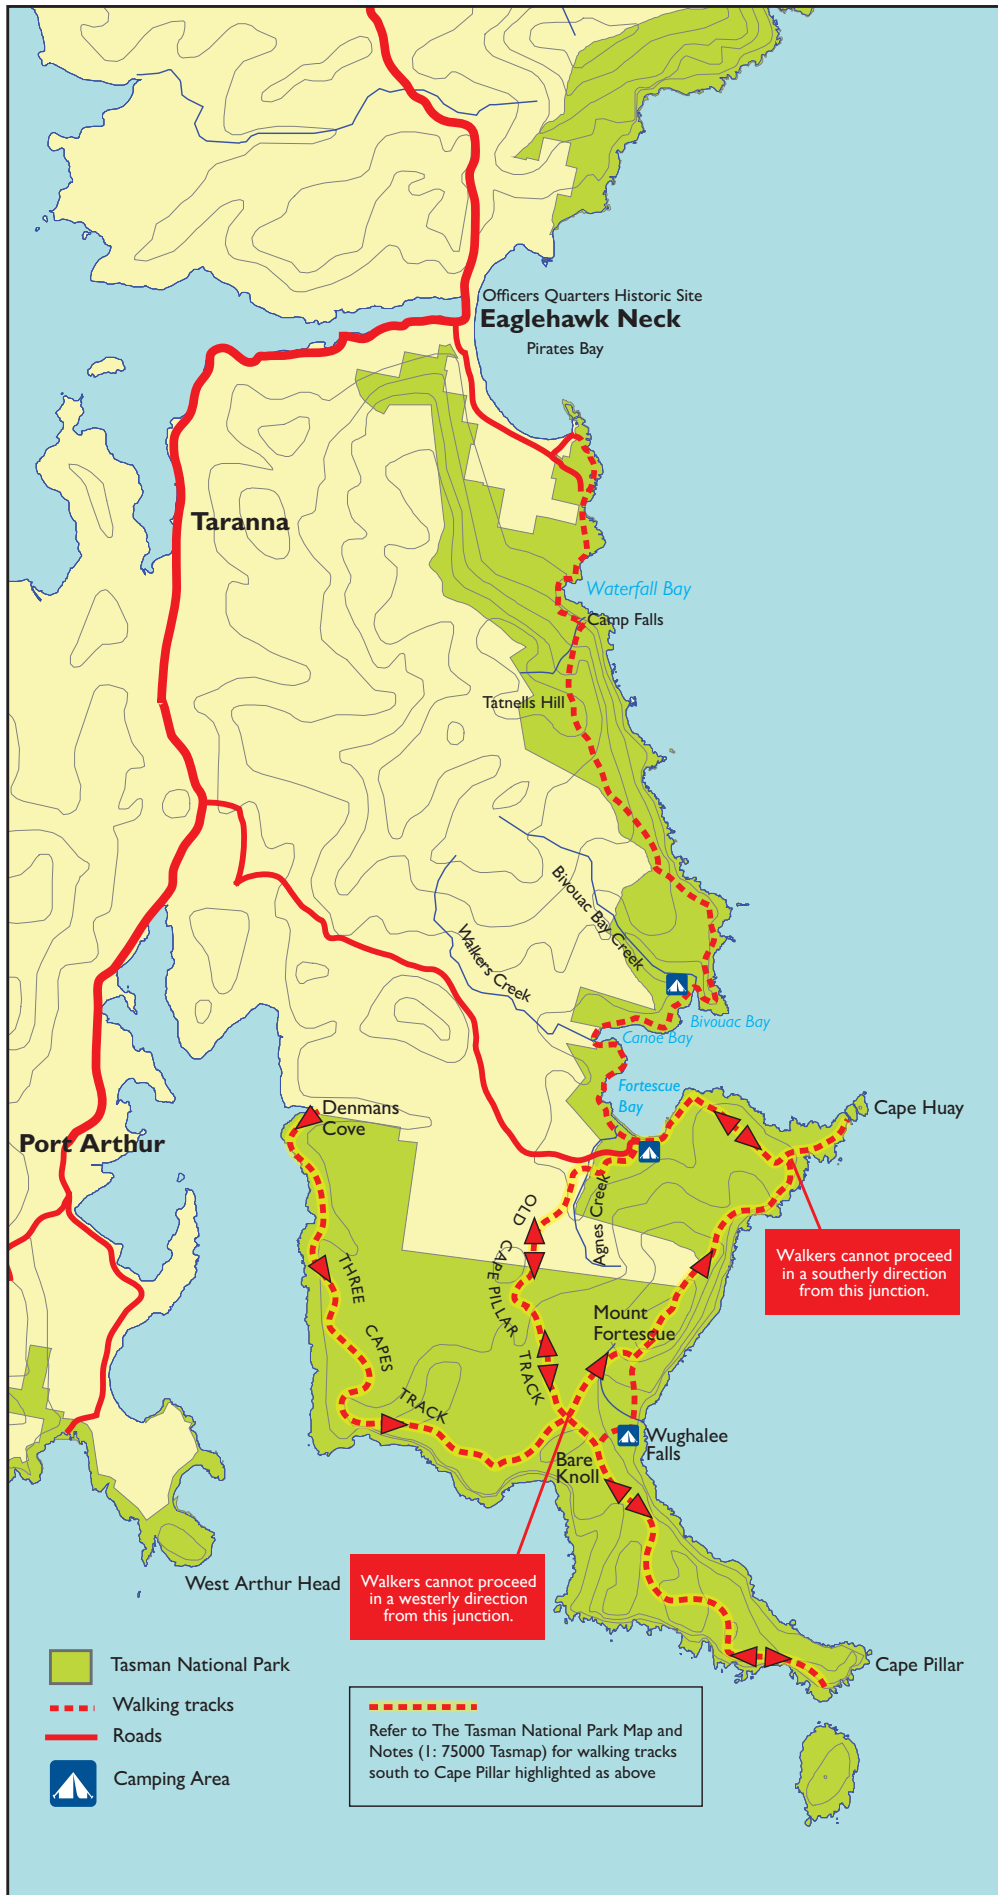 Officers Quarters Historic Site
Eaglehawk Neck
Pirates Bay
Taranna
Waterfall Bay
Camp Falls
Tatnells Hill
Bivouac Bay Creek
Walkers Creek
Bivouac Bay
Canoe Bay
Fortescue
Bay
Cape Huay
Denmans
Cove
Port Arthur
OLD CAPE PILLAR TRACK
Agnes Creek
Walkers cannot proceed
in a southerly direction
from this junction.
THREE CAPES TRACK
Mount
Fortescue
Wughalee
Falls
Bare
Knoll
West Arthur Head
Walkers cannot proceed
in a westerly direction
from this junction.
Cape Pillar
Tasman National Park
Walking tracks
Roads
Camping Area
Refer to The Tasman National Park Map and
Notes (1: 75000 Tasmap) for walking tracks
south to Cape Pillar highlighted as above